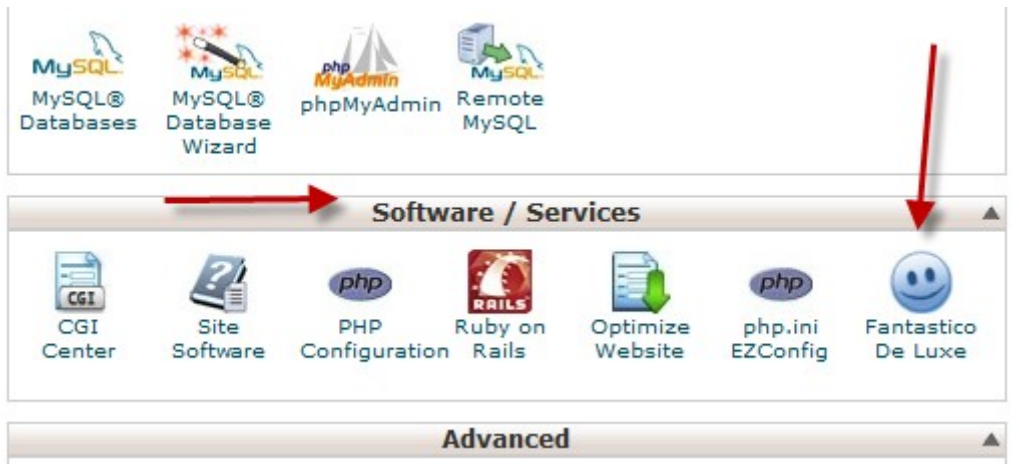 MySQL
MySQL
php
MyAdmin
MySQL
MySQL®
Databases
MySQL®
Database
Wizard
phpMyAdmin
Remote
MySQL
Software / Services
CGI
php
RAILS
php
CGI
Center
Site
Software
PHP
Configuration
Ruby on
Rails
Optimize
Website
php.ini
EZConfig
Fantastico
De Luxe
Advanced